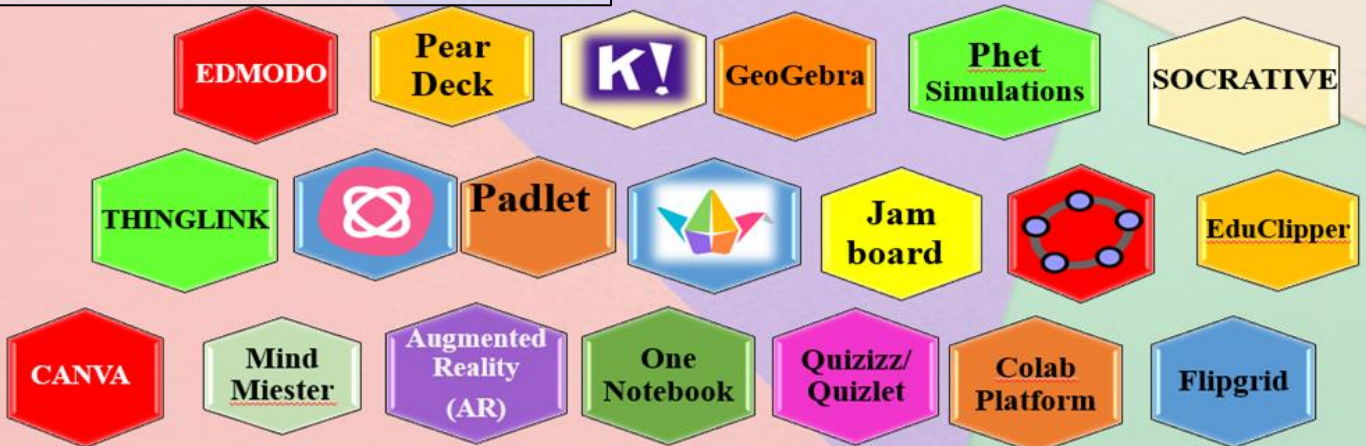 EDMODO
Pear
Deck
K!
GeoGebra
Phet
Simulations
SOCRATIVE
THINGLINK
Padlet
Jam
board
EduClipper
CANVA
Mind
Miester
Augmented
Reality
(AR)
One
Notebook
Quizizz/
Quizlet
Colab
Platform
Flipgrid